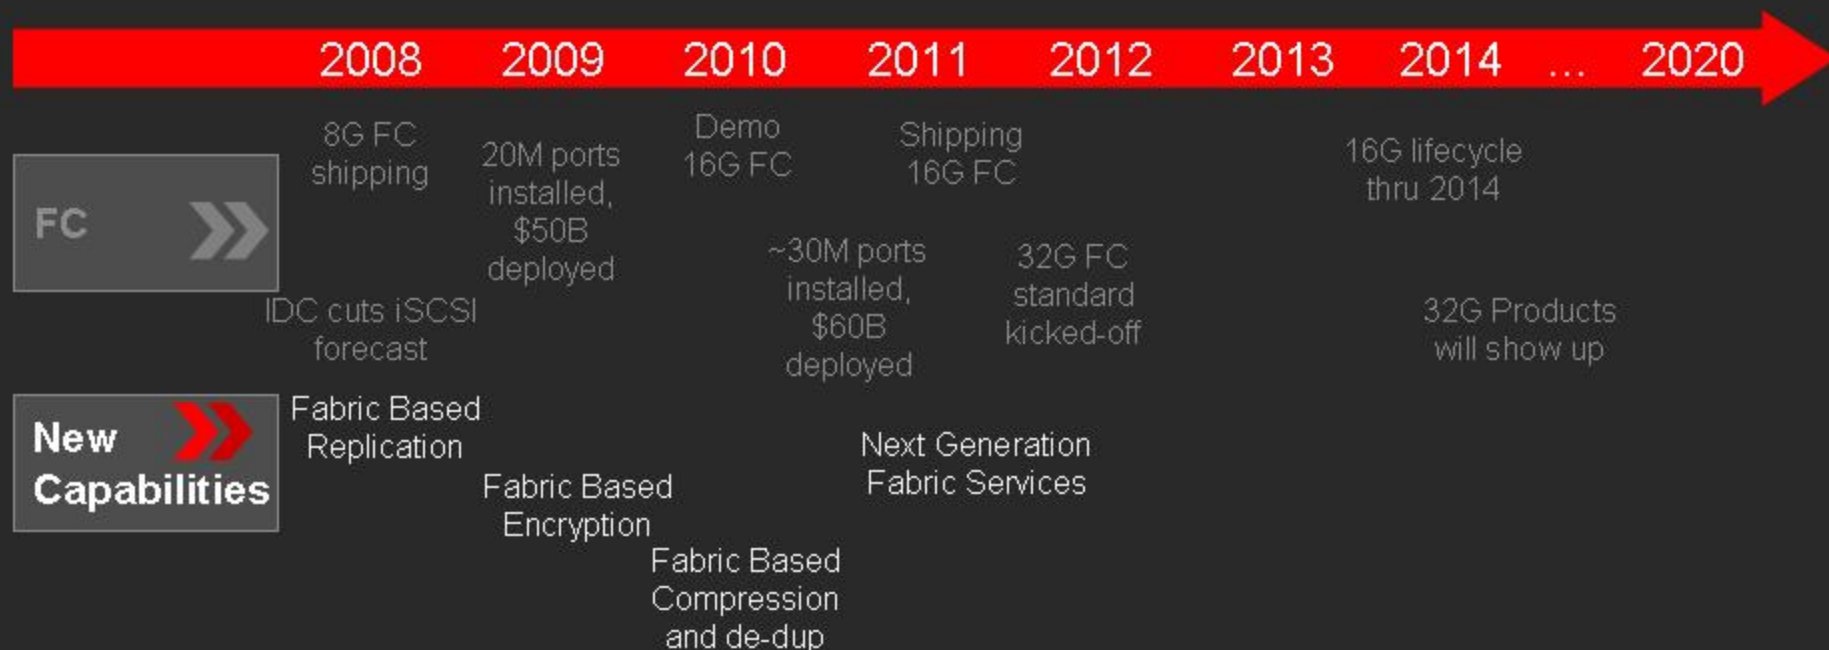 2008 2009 2010 2011 2012 2013 2014 ... 2020
FC
8G FC
shipping
20M ports
installed,
$50B
deployed
Demo
16G FC
Shipping
16G FC
16G lifecycle
thru 2014
IDC cuts iSCSI
forecast
~30M ports
installed,
$60B
deployed
32G FC
standard
kicked-off
32G Products
will show up
New
Capabilities
Fabric Based
Replication
Fabric Based
Encryption
Fabric Based
Compression
and de-dup
Next Generation
Fabric Services